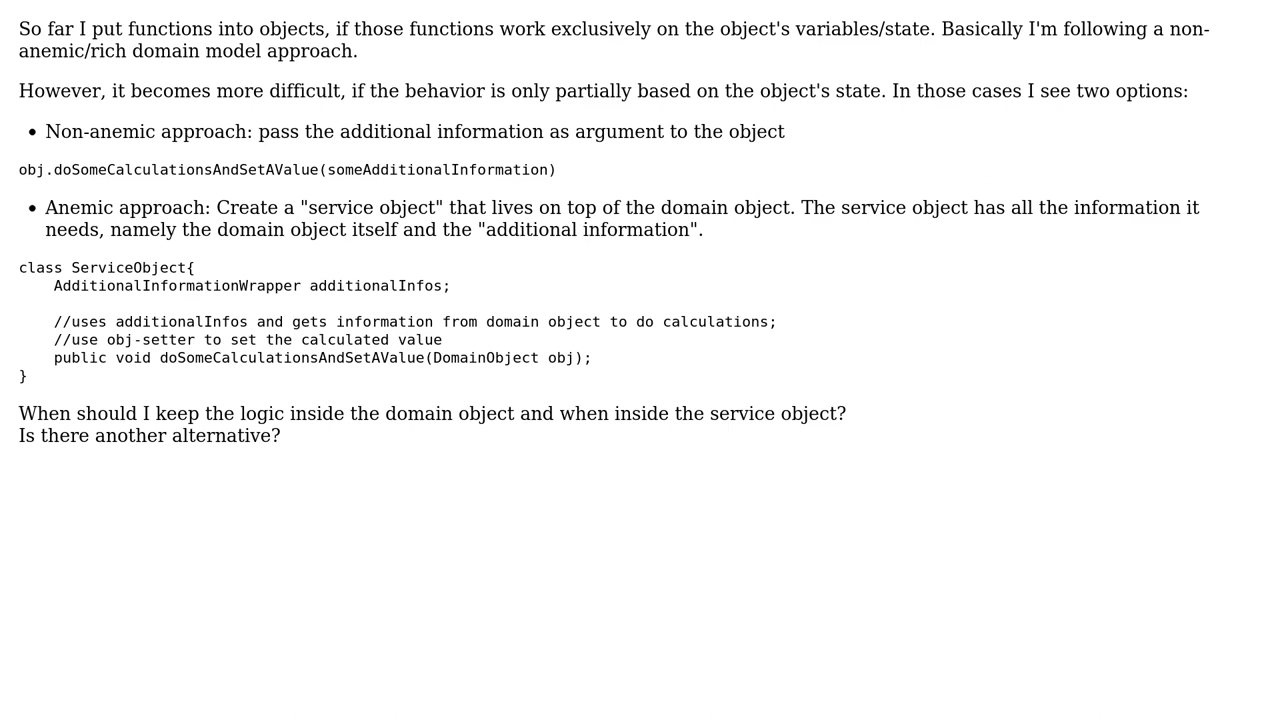 So far I put functions into objects, if those functions work exclusively on the object's variables/state. Basically I'm following a non-
anemic/rich domain model approach.
However, it becomes more difficult, if the behavior is only partially based on the object's state. In those cases I see two options:
• Non-anemic approach: pass the additional information as argument to the object
obj.doSomeCalculationsAndSetAValue(someAdditionalInformation)
• Anemic approach: Create a "service object" that lives on top of the domain object. The service object has all the information it
needs, namely the domain object itself and the "additional information".
class ServiceObject{
    AdditionalInformationWrapper additionalInfos;
    //uses additionalInfos and gets information from domain object to do calculations;
    //use obj-setter to set the calculated value
    public void doSomeCalculationsAndSetAValue(DomainObject obj);
}
When should I keep the logic inside the domain object and when inside the service object?
Is there another alternative?